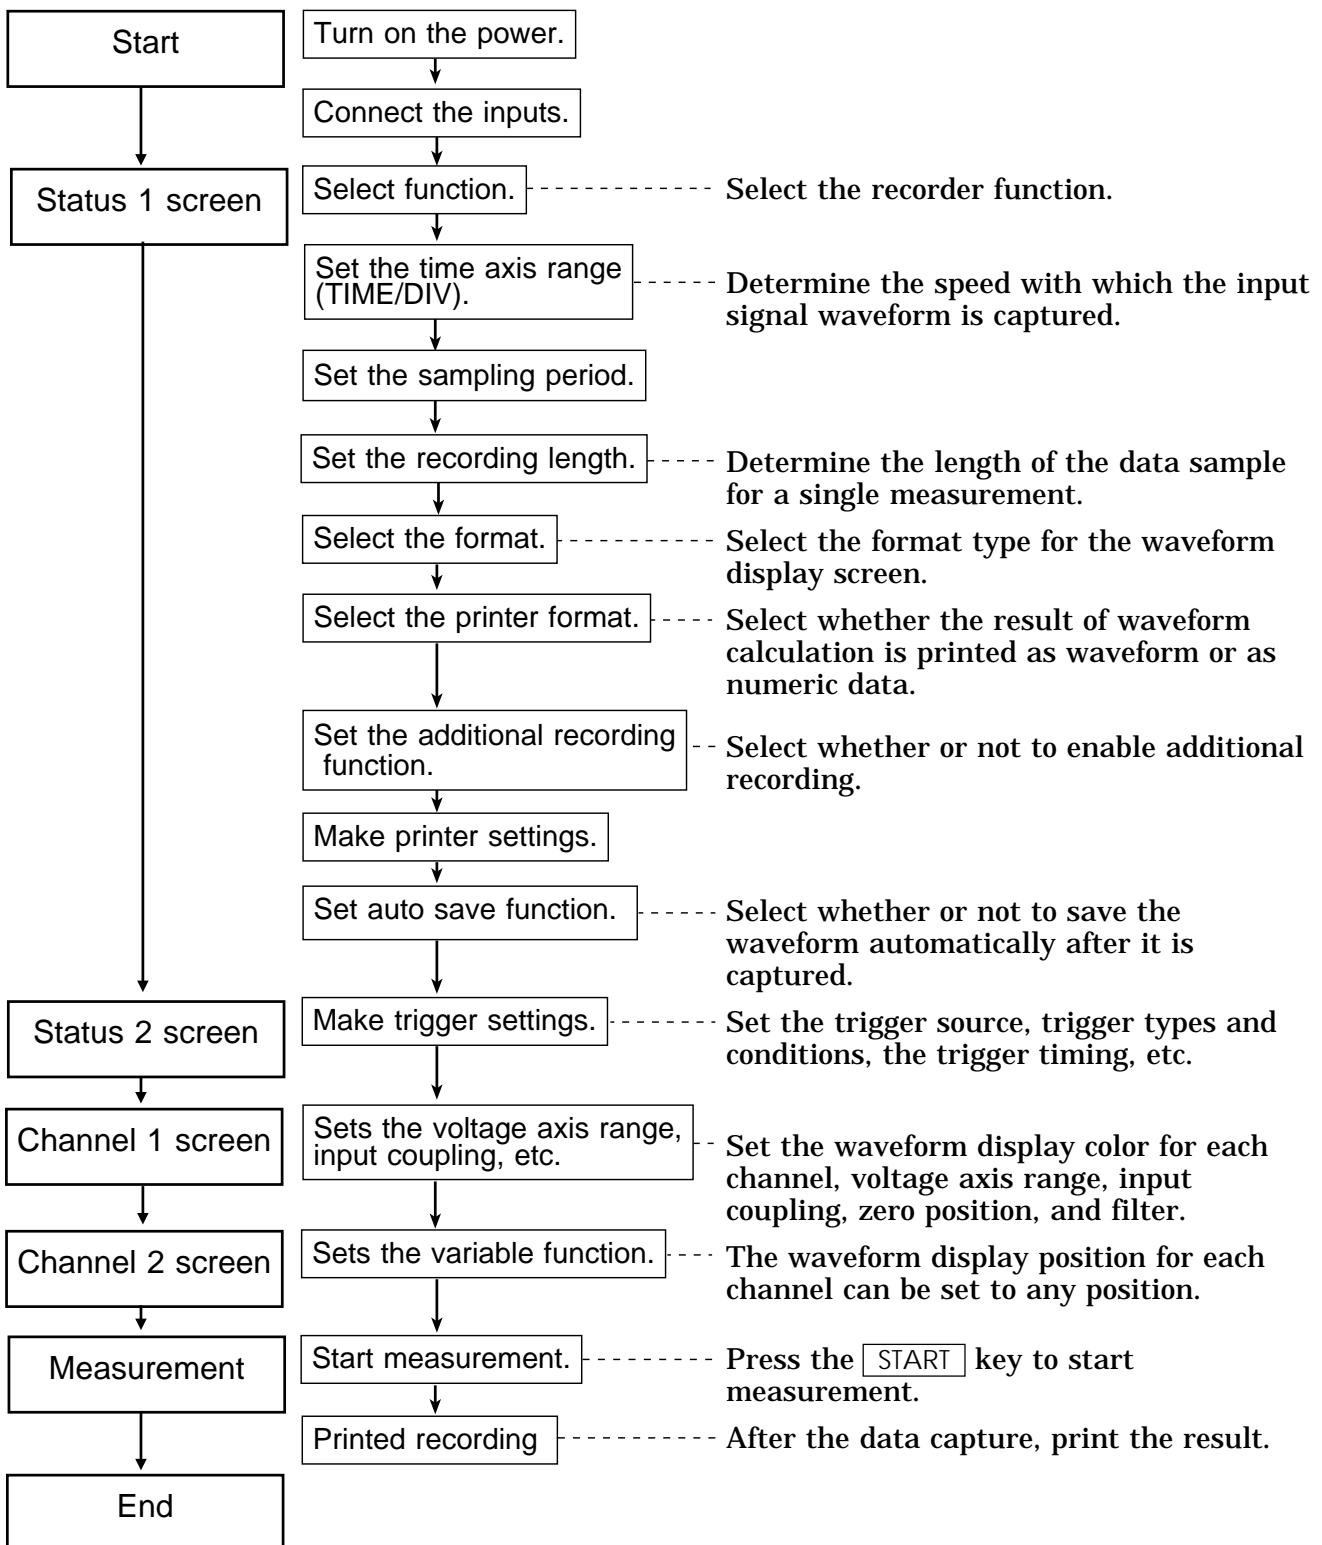 Start
Turn on the power.
Connect the inputs.
Status 1 screen
Select function.
Select the recorder function.
Set the time axis range
(TIME/DIV).
Determine the speed with which the input
signal waveform is captured.
Set the sampling period.
Set the recording length.
Determine the length of the data sample
for a single measurement.
Select the format.
Select the format type for the waveform
display screen.
Select the printer format.
Select whether the result of waveform
calculation is printed as waveform or as
numeric data.
Set the additional recording
function.
Select whether or not to enable additional
recording.
Make printer settings.
Set auto save function.
Select whether or not to save the
waveform automatically after it is
captured.
Status 2 screen
Make trigger settings.
Set the trigger source, trigger types and
conditions, the trigger timing, etc.
Channel 1 screen
Sets the voltage axis range,
input coupling, etc.
Set the waveform display color for each
channel, voltage axis range, input
coupling, zero position, and filter.
Channel 2 screen
Sets the variable function.
The waveform display position for each
channel can be set to any position.
Measurement
Start measurement.
Press the START key to start
measurement.
Printed recording
After the data capture, print the result.
End